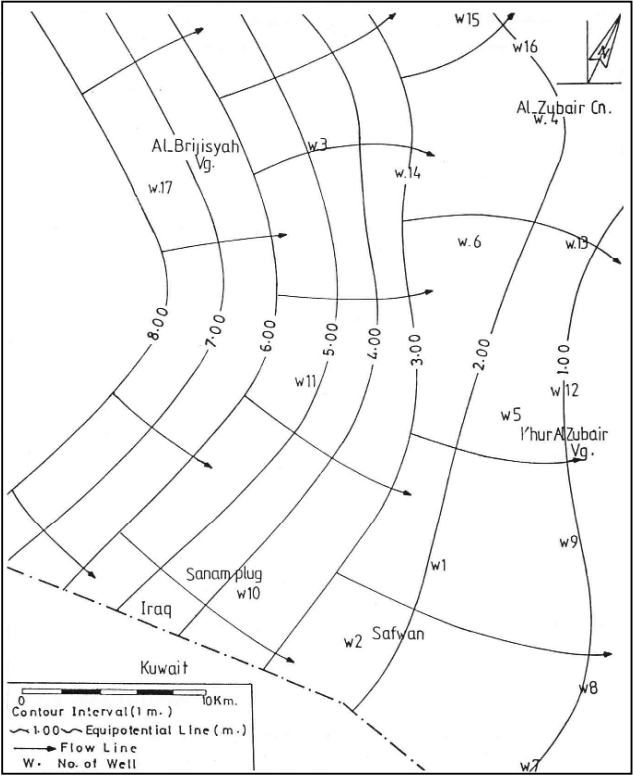 w15
w16
N
Al_Zubair Cn.
w.4
Al_Brijisyah
Vg.
w3
w.14
w.17
w.6
w.13
8.00
7.00
6.00
5.00
4.00
3.00
2.00
1.00
w11
w12
w5
Khur Al Zubair
Vg.
w9
w1
Sanam plug
w10
Iraq
w2
Safwan
Kuwait
w8
w7
0 10Km.
Contour Interval (1 m.)
1.00 Equipotential Line (m.)
Flow Line
W. No. of Well